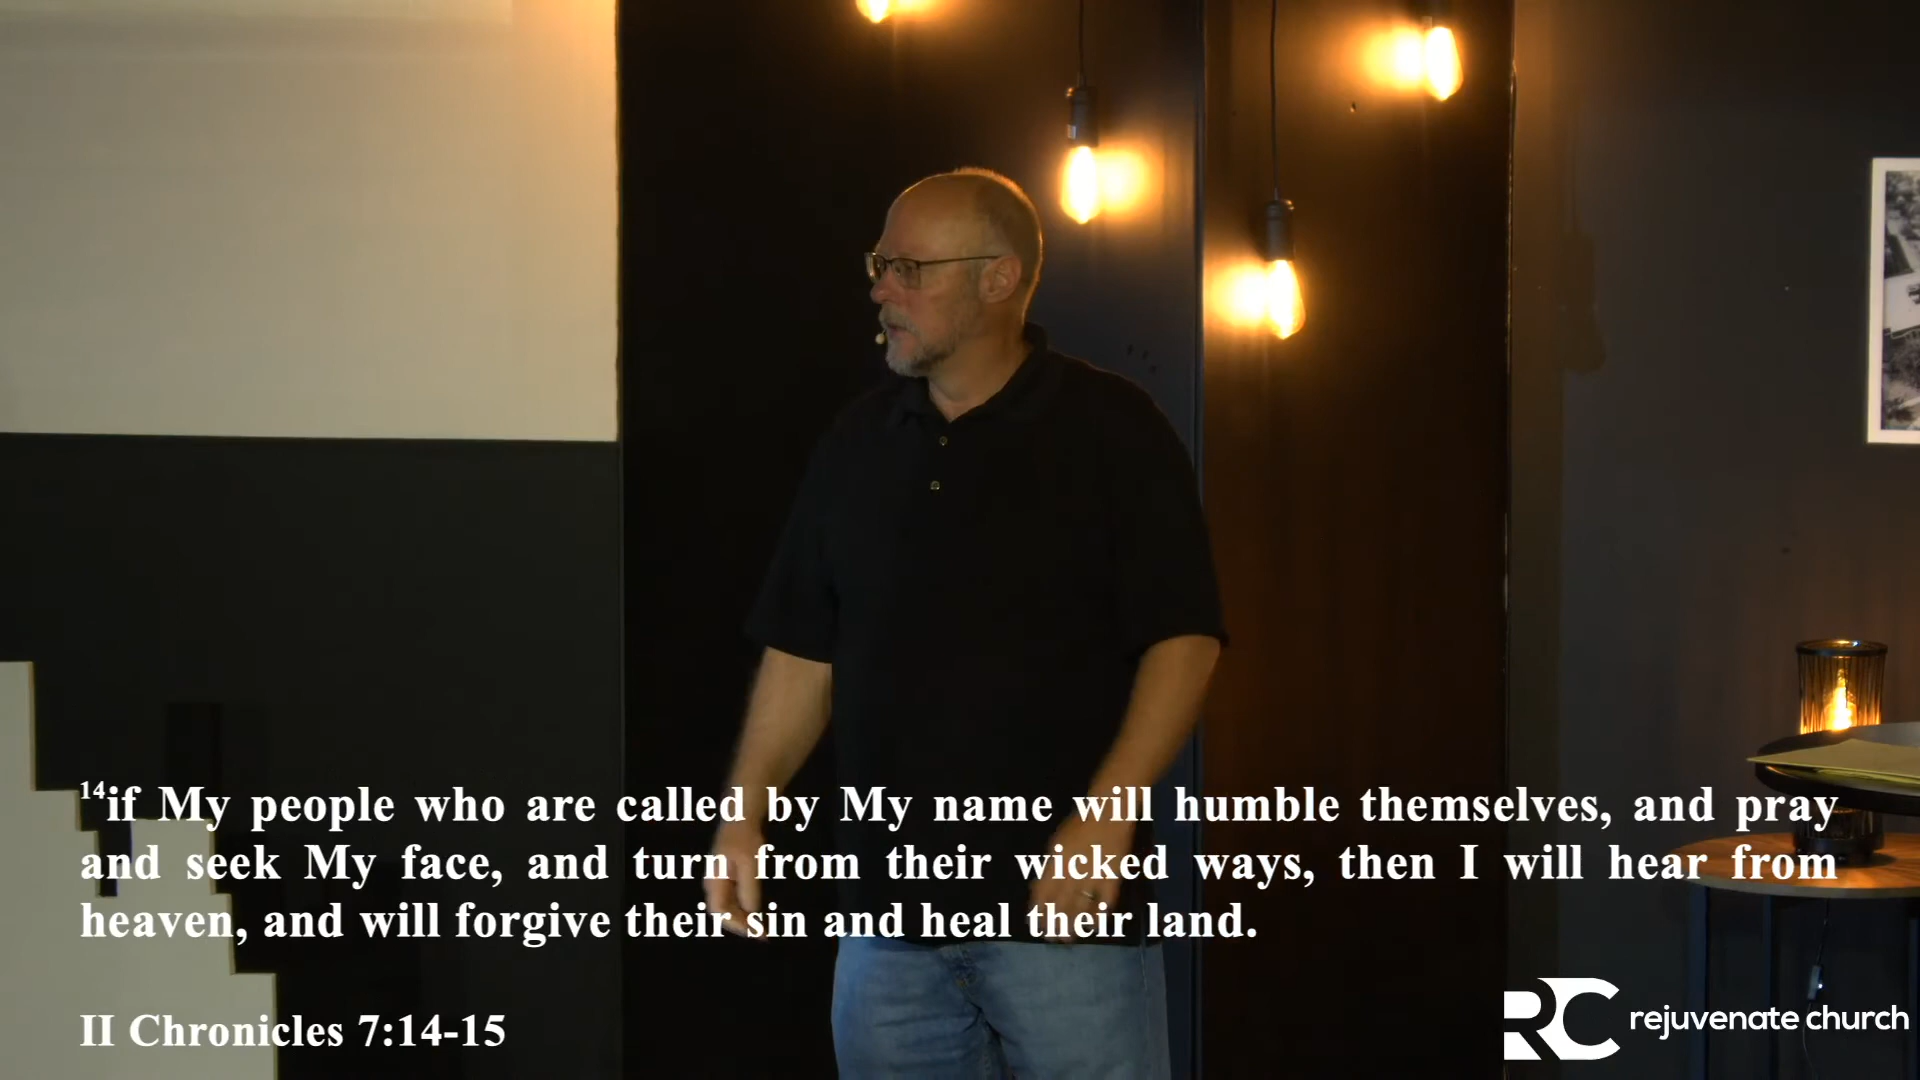 14if My people who are called by My name will humble themselves, and pray
and seek My face, and turn from their wicked ways, then I will hear from
heaven, and will forgive their sin and heal their land.
II Chronicles 7:14-15
RC rejuvenate church